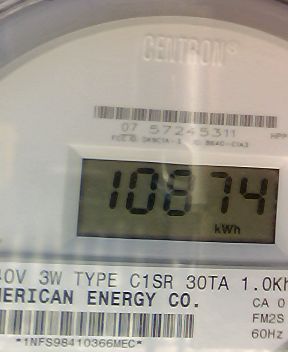 CENTRON®
07 57245311
10874
kWh
40V 3W TYPE C1SR 30TA 1.0Kh
MERICAN ENERGY CO.
CA 0
FM2S
60Hz
*1NFS98410366MEC*